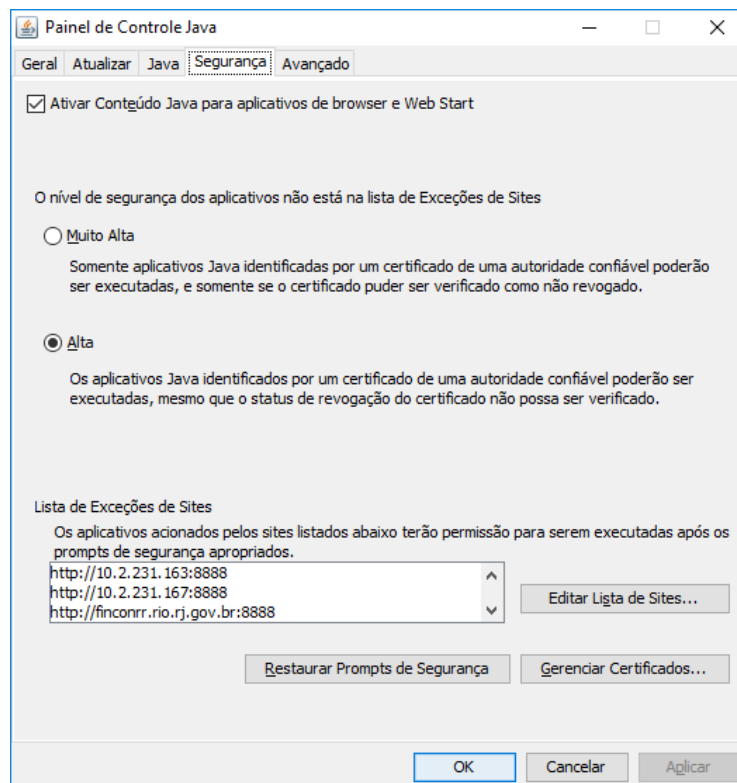 Painel de Controle Java
Geral Atualizar Java Segurança Avançado
Ativar Conteúdo Java para aplicativos de browser e Web Start
O nível de segurança dos aplicativos não está na lista de Exceções de Sites
Muito Alta
Somente aplicativos Java identificadas por um certificado de uma autoridade confiável poderão
ser executadas, e somente se o certificado puder ser verificado como não revogado.
Alta
Os aplicativos Java identificados por um certificado de uma autoridade confiável poderão ser
executadas, mesmo que o status de revogação do certificado não possa ser verificado.
Lista de Exceções de Sites
Os aplicativos acionados pelos sites listados abaixo terão permissão para serem executadas após os
prompts de segurança apropriados.
http://10.2.231.163:8888
http://10.2.231.167:8888
http://finconrr.rio.rj.gov.br:8888
Editar Lista de Sites...
Restaurar Prompts de Segurança Gerenciar Certificados...
OK Cancelar Aplicar